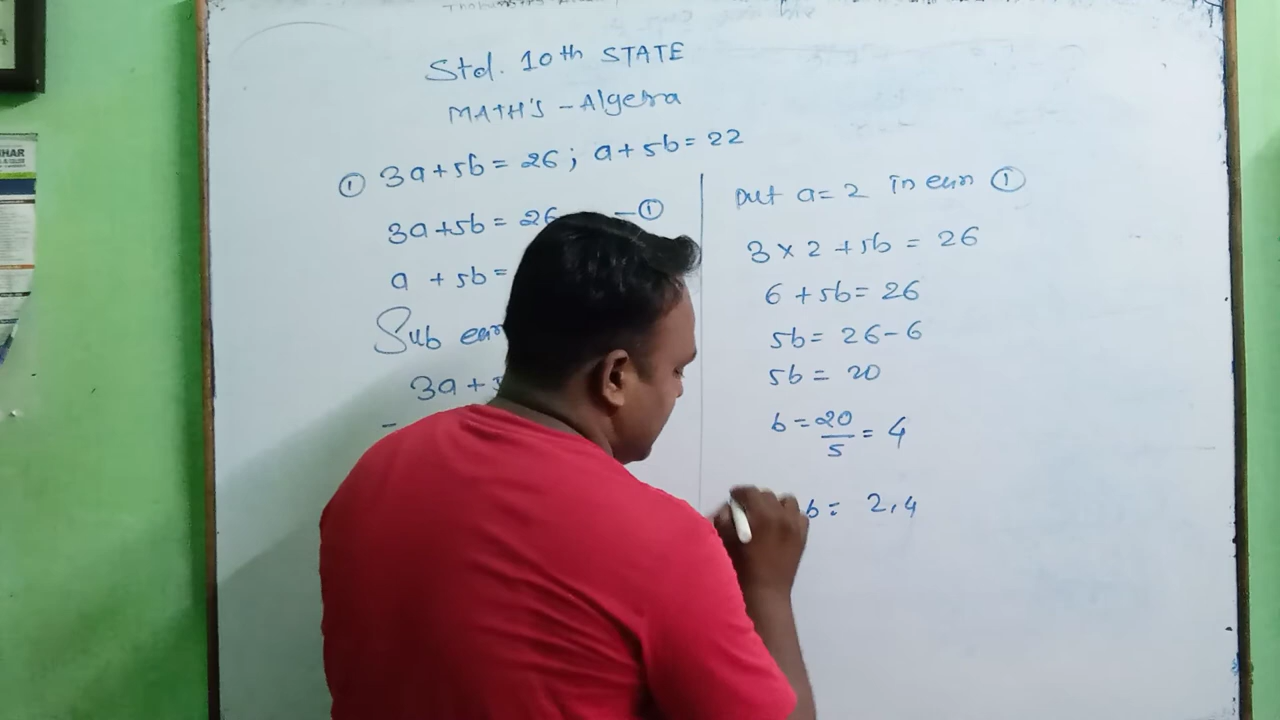 Std. 10th STATE
MATH'S - Algebra
① 3a+5b = 26 ; a+5b = 22
3a+5b = 26 — ①
a + 5b =
Sub eqn
3a +
-
put a = 2 in eqn ①
3 × 2 + 5b = 26
6 + 5b = 26
5b = 26-6
5b = 20
b = 20/5 = 4
b = 2,4
IHAR